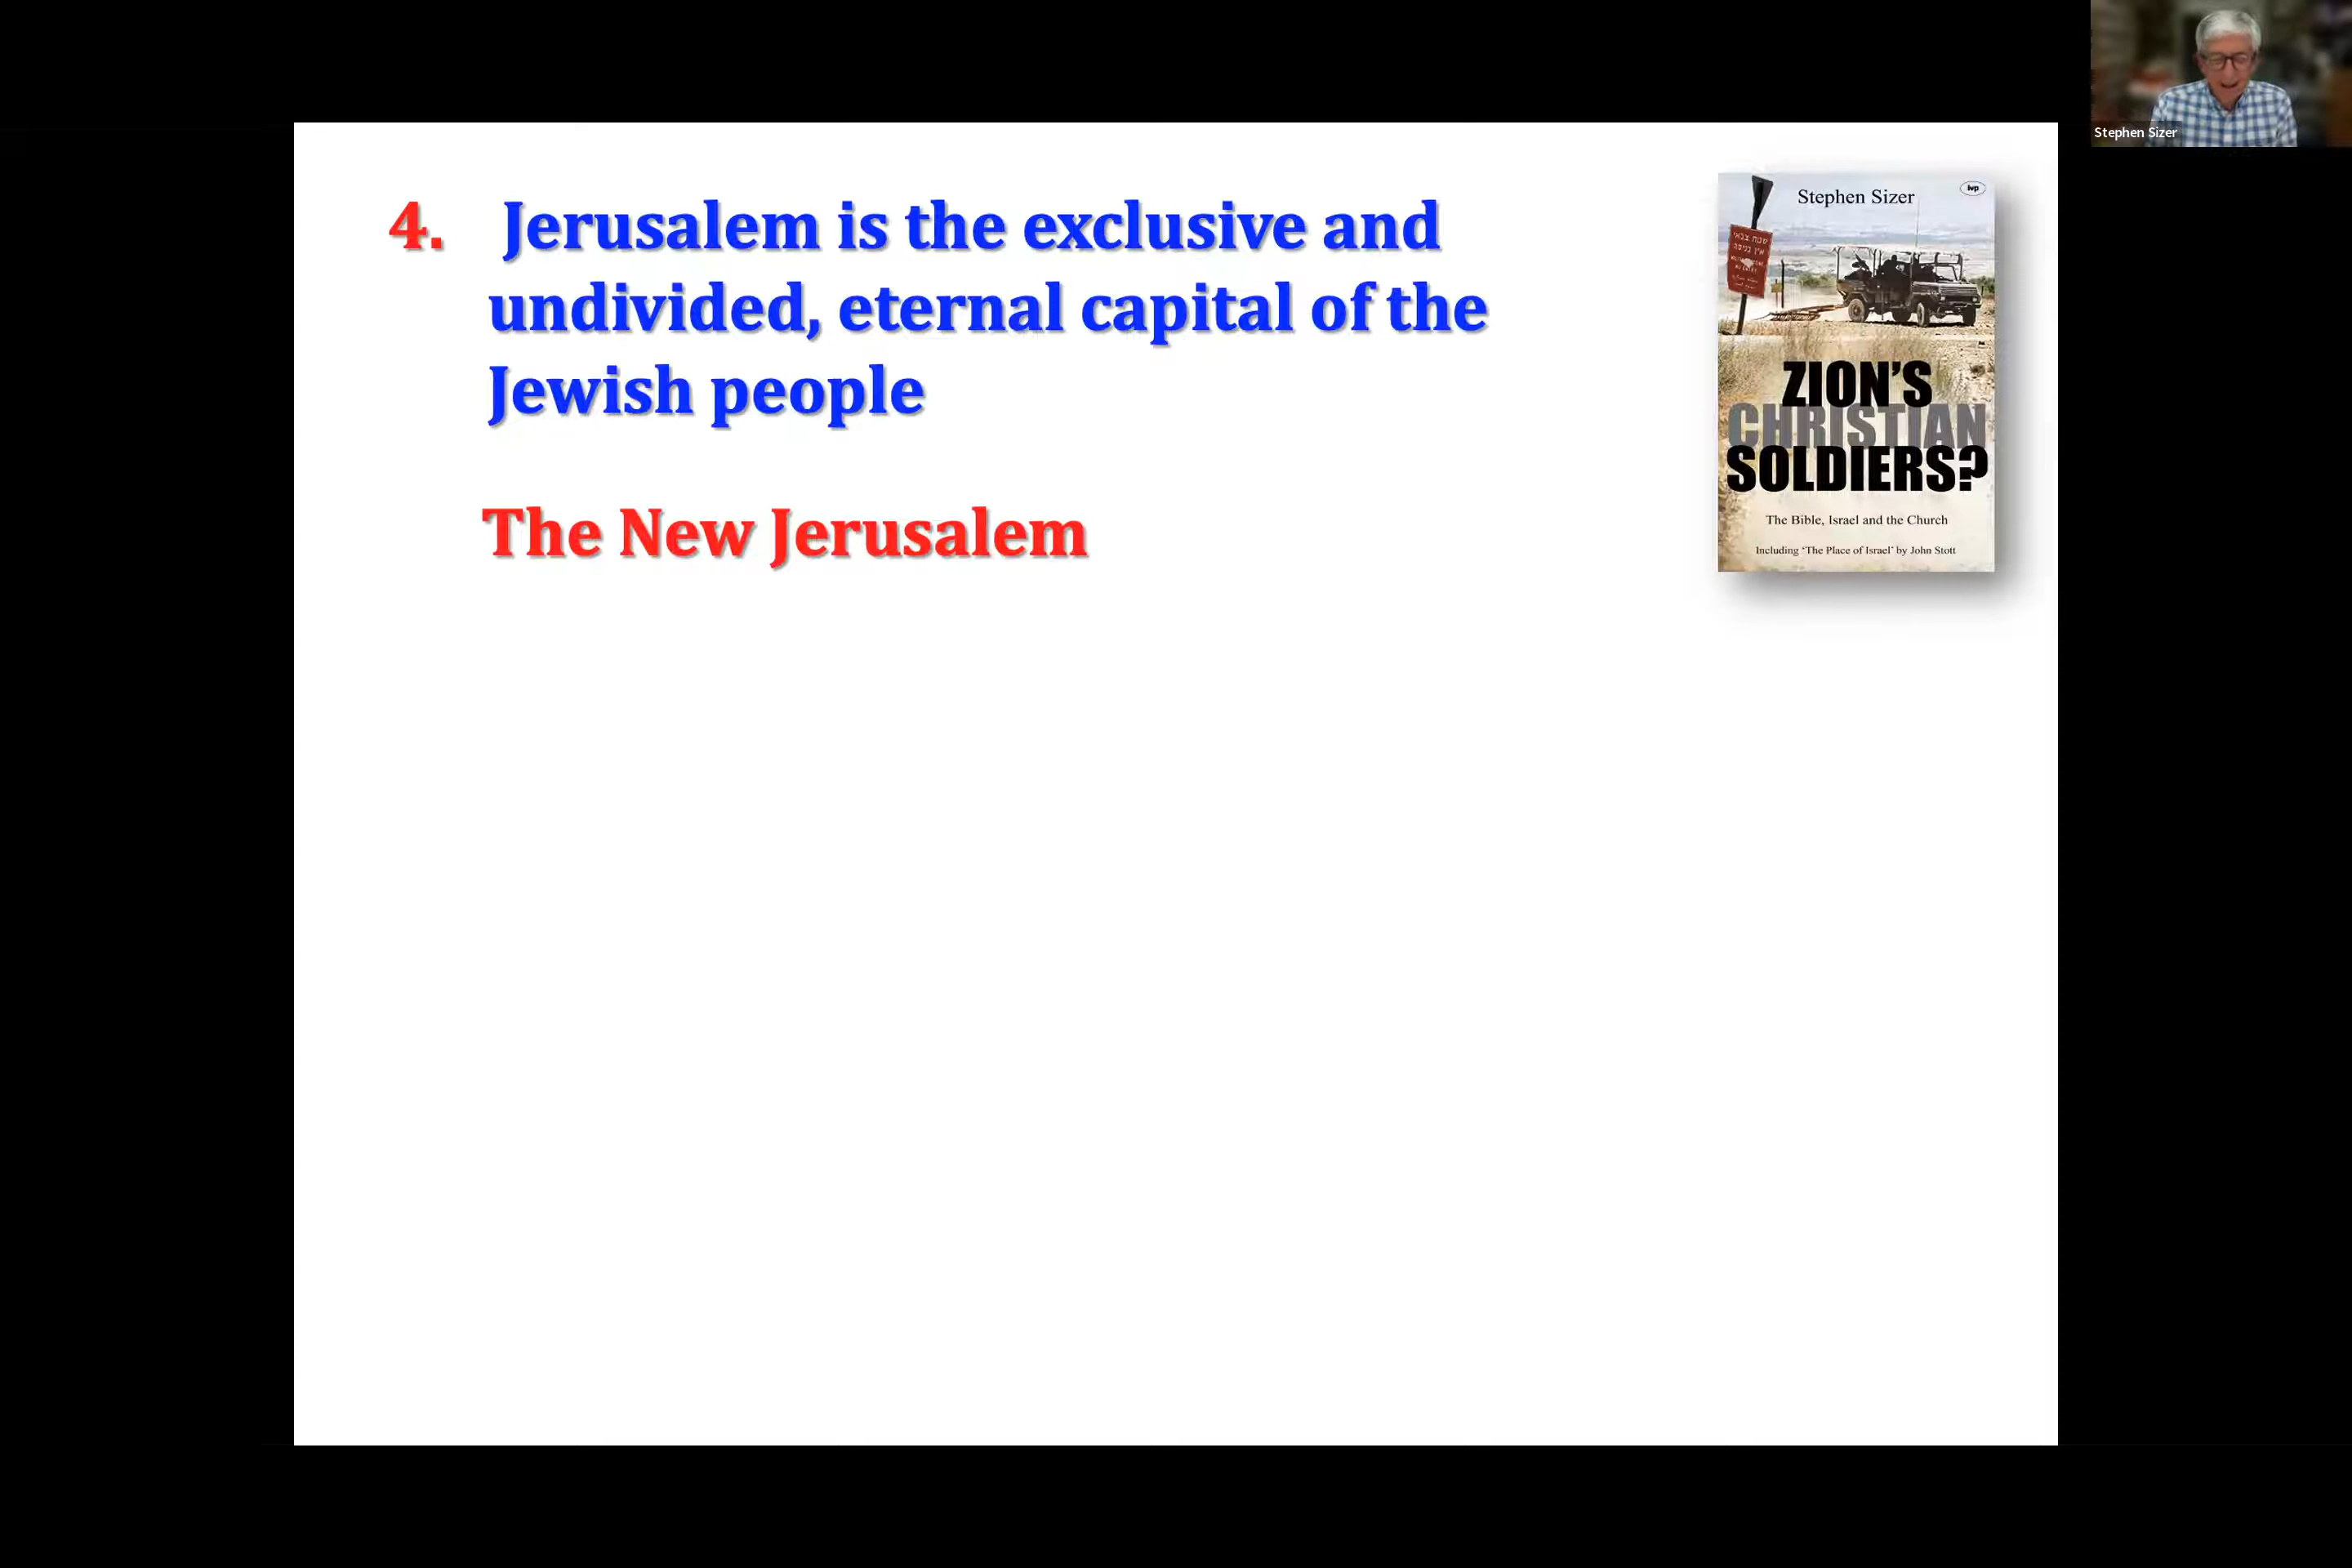 Stephen Sizer
4. Jerusalem is the exclusive and
undivided, eternal capital of the
Jewish people
The New Jerusalem
Stephen Sizer
ivp
ZION'S
CHRISTIAN
SOLDIERS?
The Bible, Israel and the Church
Including 'The Place of Israel' by John Stott